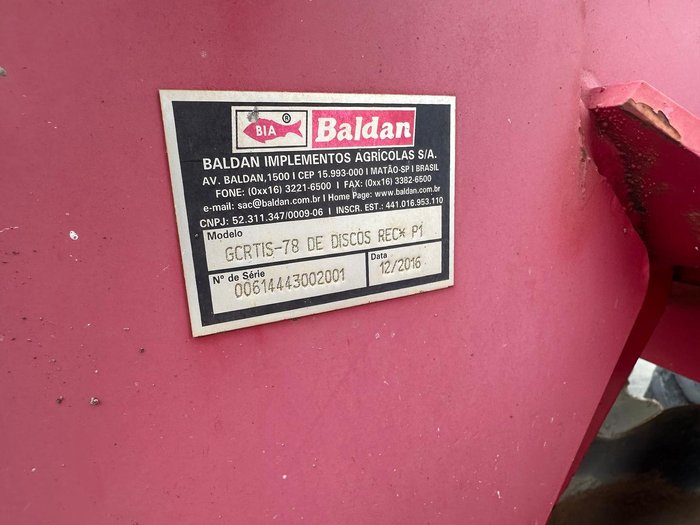 BIA ® Baldan
BALDAN IMPLEMENTOS AGRÍCOLAS S/A.
AV. BALDAN,1500 I CEP 15.993-000 I MATÃO-SP I BRASIL
FONE: (0xx16) 3221-6500 I FAX: (0xx16) 3382-6500
e-mail: sac@baldan.com.br I Home Page: www.baldan.com.br
CNPJ: 52.311.347/0009-06 I INSCR. EST.: 441.016.953.110
Modelo
GCRTIS-78 DE DISCOS REC* P1
Nº de Série
00614443002001
Data
12/2016